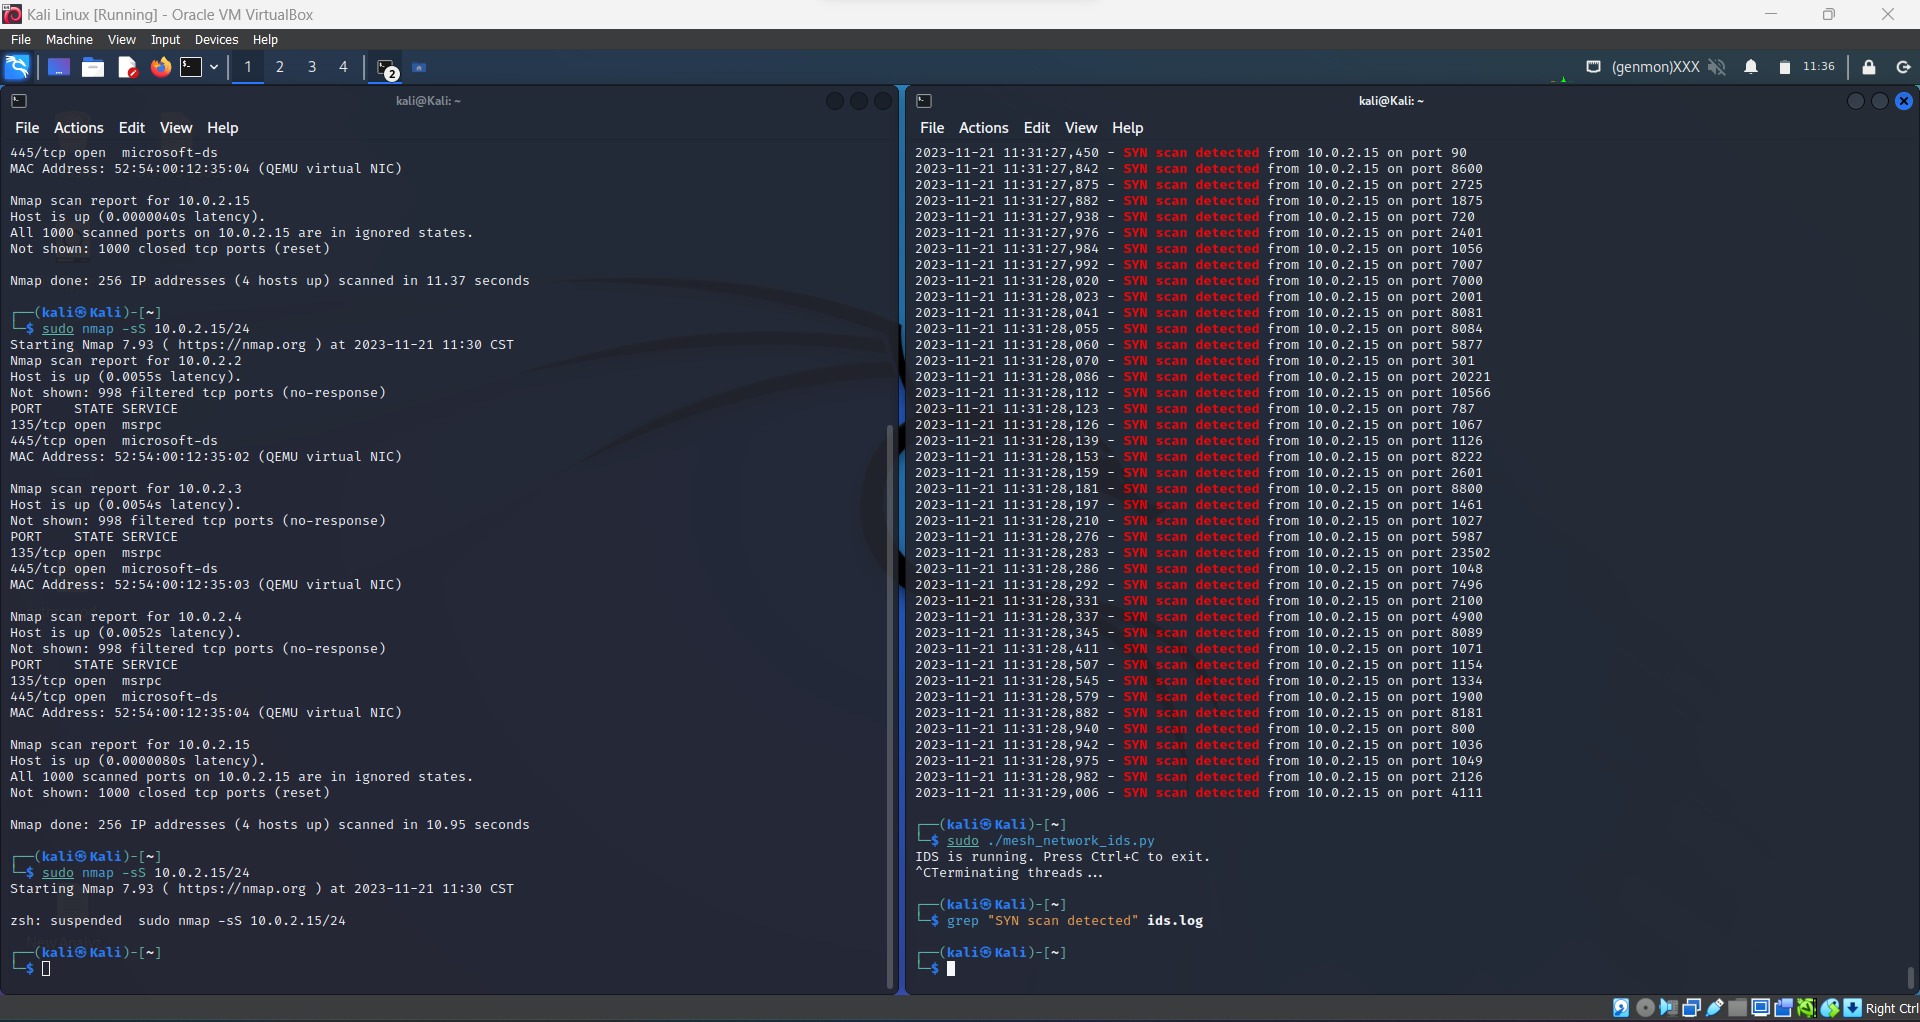 Kali Linux [Running] - Oracle VM VirtualBox
File Machine View Input Devices Help
1 2 3 4 2 (genmon)XXX 11:36
kali@Kali: ~
File Actions Edit View Help
445/tcp open  microsoft-ds
MAC Address: 52:54:00:12:35:04 (QEMU virtual NIC)
Nmap scan report for 10.0.2.15
Host is up (0.0000040s latency).
All 1000 scanned ports on 10.0.2.15 are in ignored states.
Not shown: 1000 closed tcp ports (reset)
Nmap done: 256 IP addresses (4 hosts up) scanned in 11.37 seconds
┌──(kali㉿Kali)-[~]
└─$ sudo nmap -sS 10.0.2.15/24
Starting Nmap 7.93 ( https://nmap.org ) at 2023-11-21 11:30 CST
Nmap scan report for 10.0.2.2
Host is up (0.0055s latency).
Not shown: 998 filtered tcp ports (no-response)
PORT    STATE SERVICE
135/tcp open  msrpc
445/tcp open  microsoft-ds
MAC Address: 52:54:00:12:35:02 (QEMU virtual NIC)
Nmap scan report for 10.0.2.3
Host is up (0.0054s latency).
Not shown: 998 filtered tcp ports (no-response)
PORT    STATE SERVICE
135/tcp open  msrpc
445/tcp open  microsoft-ds
MAC Address: 52:54:00:12:35:03 (QEMU virtual NIC)
Nmap scan report for 10.0.2.4
Host is up (0.0052s latency).
Not shown: 998 filtered tcp ports (no-response)
PORT    STATE SERVICE
135/tcp open  msrpc
445/tcp open  microsoft-ds
MAC Address: 52:54:00:12:35:04 (QEMU virtual NIC)
Nmap scan report for 10.0.2.15
Host is up (0.0000080s latency).
All 1000 scanned ports on 10.0.2.15 are in ignored states.
Not shown: 1000 closed tcp ports (reset)
Nmap done: 256 IP addresses (4 hosts up) scanned in 10.95 seconds
┌──(kali㉿Kali)-[~]
└─$ sudo nmap -sS 10.0.2.15/24
Starting Nmap 7.93 ( https://nmap.org ) at 2023-11-21 11:30 CST
zsh: suspended  sudo nmap -sS 10.0.2.15/24
┌──(kali㉿Kali)-[~]
└─$
kali@Kali: ~
File Actions Edit View Help
2023-11-21 11:31:27,450 - SYN scan detected from 10.0.2.15 on port 90
2023-11-21 11:31:27,842 - SYN scan detected from 10.0.2.15 on port 8600
2023-11-21 11:31:27,875 - SYN scan detected from 10.0.2.15 on port 2725
2023-11-21 11:31:27,882 - SYN scan detected from 10.0.2.15 on port 1875
2023-11-21 11:31:27,938 - SYN scan detected from 10.0.2.15 on port 720
2023-11-21 11:31:27,976 - SYN scan detected from 10.0.2.15 on port 2401
2023-11-21 11:31:27,984 - SYN scan detected from 10.0.2.15 on port 1056
2023-11-21 11:31:27,992 - SYN scan detected from 10.0.2.15 on port 7007
2023-11-21 11:31:28,020 - SYN scan detected from 10.0.2.15 on port 7000
2023-11-21 11:31:28,023 - SYN scan detected from 10.0.2.15 on port 2001
2023-11-21 11:31:28,041 - SYN scan detected from 10.0.2.15 on port 8081
2023-11-21 11:31:28,055 - SYN scan detected from 10.0.2.15 on port 8084
2023-11-21 11:31:28,060 - SYN scan detected from 10.0.2.15 on port 5877
2023-11-21 11:31:28,070 - SYN scan detected from 10.0.2.15 on port 301
2023-11-21 11:31:28,086 - SYN scan detected from 10.0.2.15 on port 20221
2023-11-21 11:31:28,112 - SYN scan detected from 10.0.2.15 on port 10566
2023-11-21 11:31:28,123 - SYN scan detected from 10.0.2.15 on port 787
2023-11-21 11:31:28,126 - SYN scan detected from 10.0.2.15 on port 1067
2023-11-21 11:31:28,139 - SYN scan detected from 10.0.2.15 on port 1126
2023-11-21 11:31:28,153 - SYN scan detected from 10.0.2.15 on port 8222
2023-11-21 11:31:28,159 - SYN scan detected from 10.0.2.15 on port 2601
2023-11-21 11:31:28,181 - SYN scan detected from 10.0.2.15 on port 8800
2023-11-21 11:31:28,197 - SYN scan detected from 10.0.2.15 on port 1461
2023-11-21 11:31:28,210 - SYN scan detected from 10.0.2.15 on port 1027
2023-11-21 11:31:28,276 - SYN scan detected from 10.0.2.15 on port 5987
2023-11-21 11:31:28,283 - SYN scan detected from 10.0.2.15 on port 23502
2023-11-21 11:31:28,286 - SYN scan detected from 10.0.2.15 on port 1048
2023-11-21 11:31:28,292 - SYN scan detected from 10.0.2.15 on port 7496
2023-11-21 11:31:28,331 - SYN scan detected from 10.0.2.15 on port 2100
2023-11-21 11:31:28,337 - SYN scan detected from 10.0.2.15 on port 4900
2023-11-21 11:31:28,345 - SYN scan detected from 10.0.2.15 on port 8089
2023-11-21 11:31:28,411 - SYN scan detected from 10.0.2.15 on port 1071
2023-11-21 11:31:28,507 - SYN scan detected from 10.0.2.15 on port 1154
2023-11-21 11:31:28,545 - SYN scan detected from 10.0.2.15 on port 1334
2023-11-21 11:31:28,579 - SYN scan detected from 10.0.2.15 on port 1900
2023-11-21 11:31:28,882 - SYN scan detected from 10.0.2.15 on port 8181
2023-11-21 11:31:28,940 - SYN scan detected from 10.0.2.15 on port 800
2023-11-21 11:31:28,942 - SYN scan detected from 10.0.2.15 on port 1036
2023-11-21 11:31:28,975 - SYN scan detected from 10.0.2.15 on port 1049
2023-11-21 11:31:28,982 - SYN scan detected from 10.0.2.15 on port 2126
2023-11-21 11:31:29,006 - SYN scan detected from 10.0.2.15 on port 4111
┌──(kali㉿Kali)-[~]
└─$ sudo ./mesh_network_ids.py
IDS is running. Press Ctrl+C to exit.
^CTerminating threads...
┌──(kali㉿Kali)-[~]
└─$ grep "SYN scan detected" ids.log
┌──(kali㉿Kali)-[~]
└─$
Right Ctrl